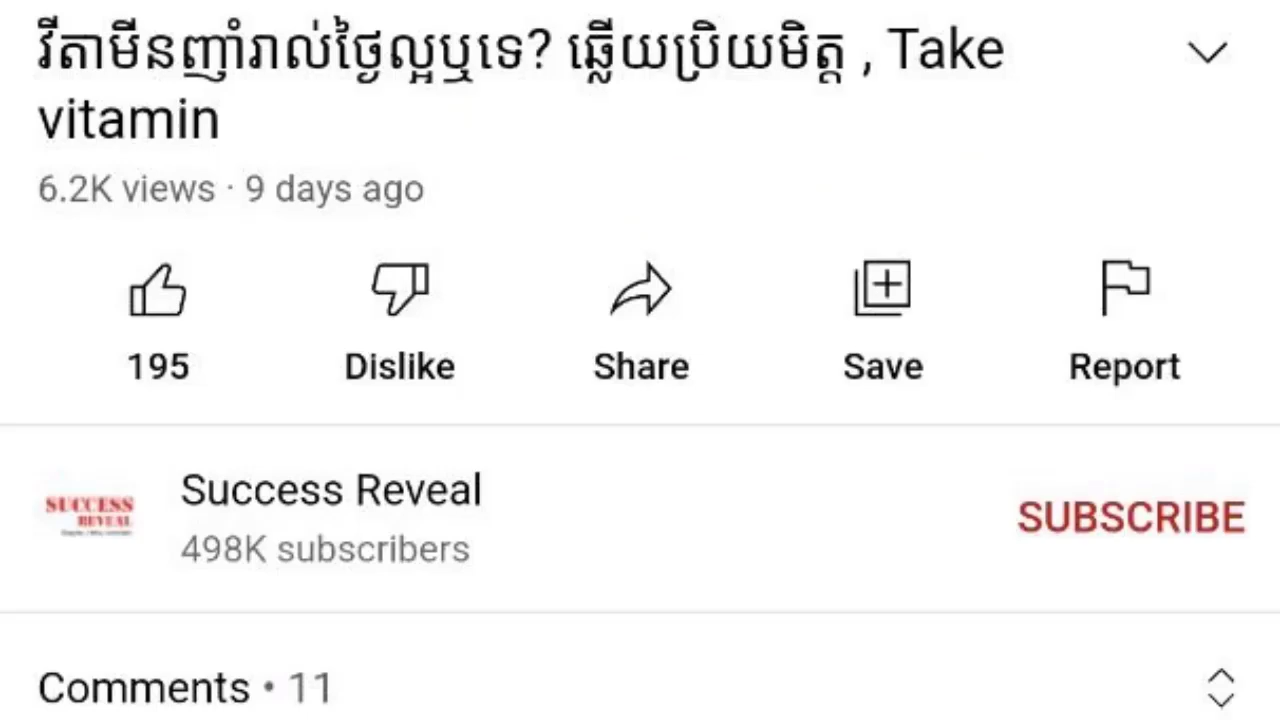 វីតាមីនញ៉ាំរាល់ថ្ងៃល្អឬទេ? ឆ្លើយប្រិយមិត្ត , Take
vitamin
6.2K views · 9 days ago
195
Dislike
Share
Save
Report
SUCCESS
REVEAL
Success Reveal
498K subscribers
SUBSCRIBE
Comments • 11